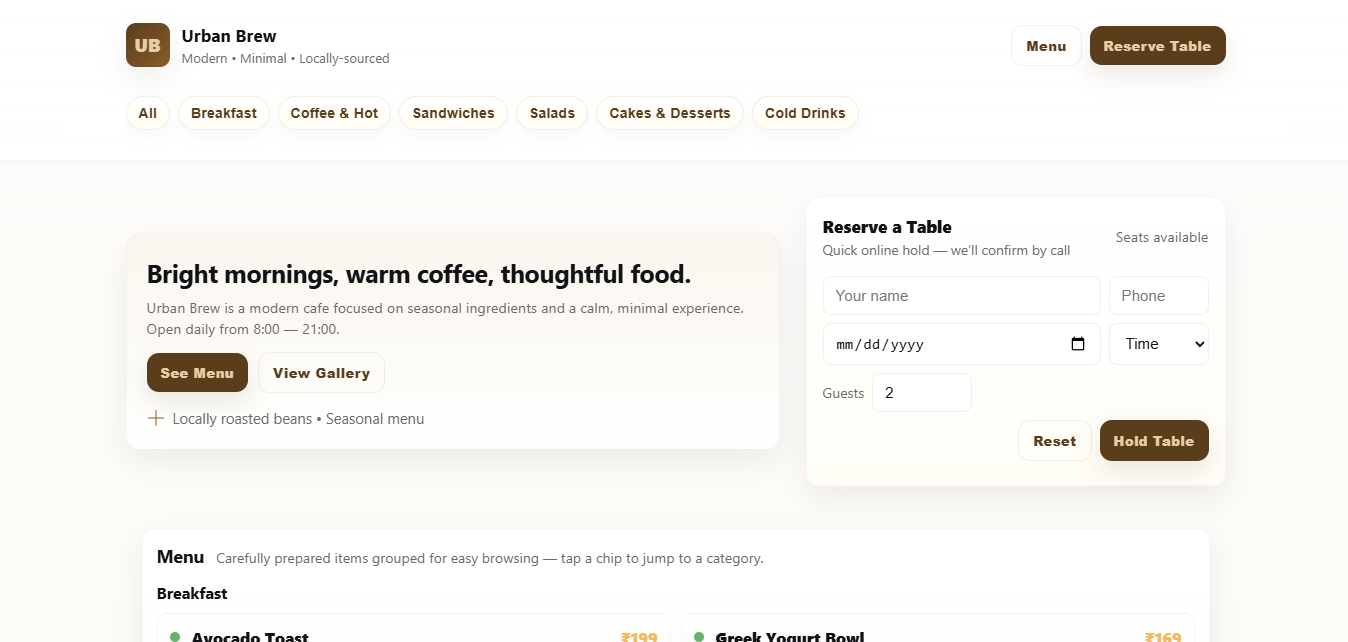 UB
Urban Brew
Modern • Minimal • Locally-sourced
Menu
Reserve Table
All
Breakfast
Coffee & Hot
Sandwiches
Salads
Cakes & Desserts
Cold Drinks
Bright mornings, warm coffee, thoughtful food.
Urban Brew is a modern cafe focused on seasonal ingredients and a calm, minimal experience.
Open daily from 8:00 — 21:00.
See Menu
View Gallery
Locally roasted beans • Seasonal menu
Reserve a Table
Quick online hold — we’ll confirm by call
Seats available
Your name
Phone
mm/dd/yyyy
Time
Guests
2
Reset
Hold Table
Menu
Carefully prepared items grouped for easy browsing — tap a chip to jump to a category.
Breakfast
Avocado Toast
₹199
Greek Yogurt Bowl
₹169